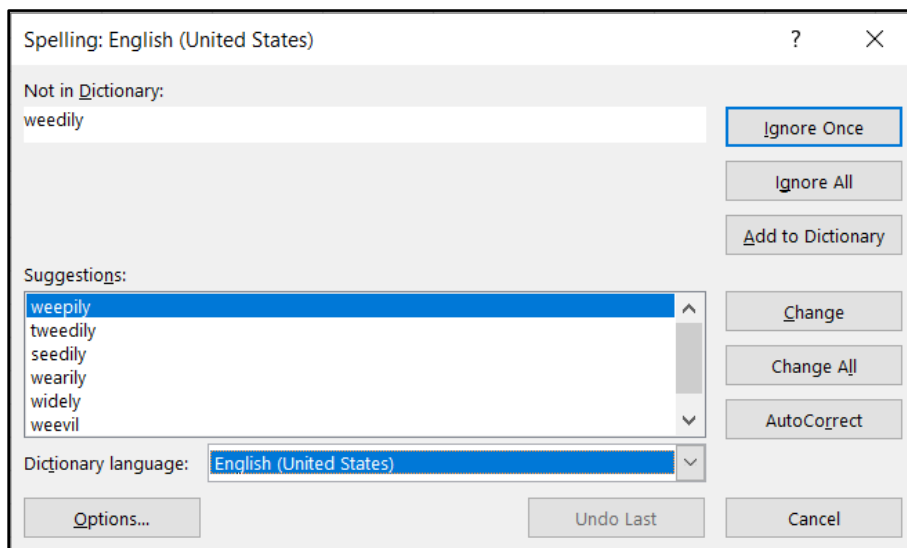 Spelling: English (United States)
?
Not in Dictionary:
weedily
Ignore Once
Ignore All
Add to Dictionary
Suggestions:
weepily
tweedily
seedily
wearily
widely
weevil
Change
Change All
AutoCorrect
Dictionary language: English (United States)
Options... Undo Last Cancel